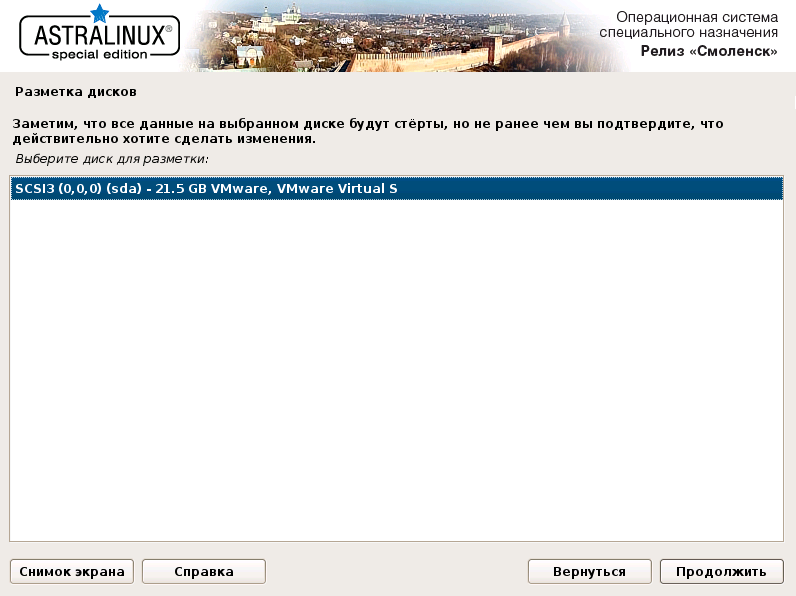 ASTRALINUX®
special edition
Операционная система
специального назначения
Релиз «Смоленск»
Разметка дисков
Заметим, что все данные на выбранном диске будут стёрты, но не ранее чем вы подтвердите, что
действительно хотите сделать изменения.
Выберите диск для разметки:
SCSI3 (0,0,0) (sda) - 21.5 GB VMware, VMware Virtual S
Снимок экрана
Справка
Вернуться
Продолжить